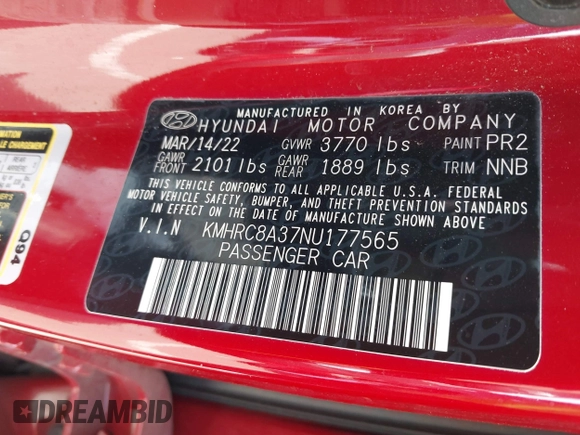 MANUFACTURED IN KOREA BY
HYUNDAI MOTOR COMPANY
MAR/14/22 GVWR 3770 lbs PAINT PR2
GAWR FRONT 2101 lbs GAWR REAR 1889 lbs TRIM NNB
THIS VEHICLE CONFORMS TO ALL APPLICABLE U.S.A. FEDERAL
MOTOR VEHICLE SAFETY, BUMPER, AND THEFT PREVENTION STANDARDS
IN EFFECT ON THE DATE OF MANUFACTURE SHOWN ABOVE
V.I.N KMHRC8A37NU177565
PASSENGER CAR
Q94
DREAMBID